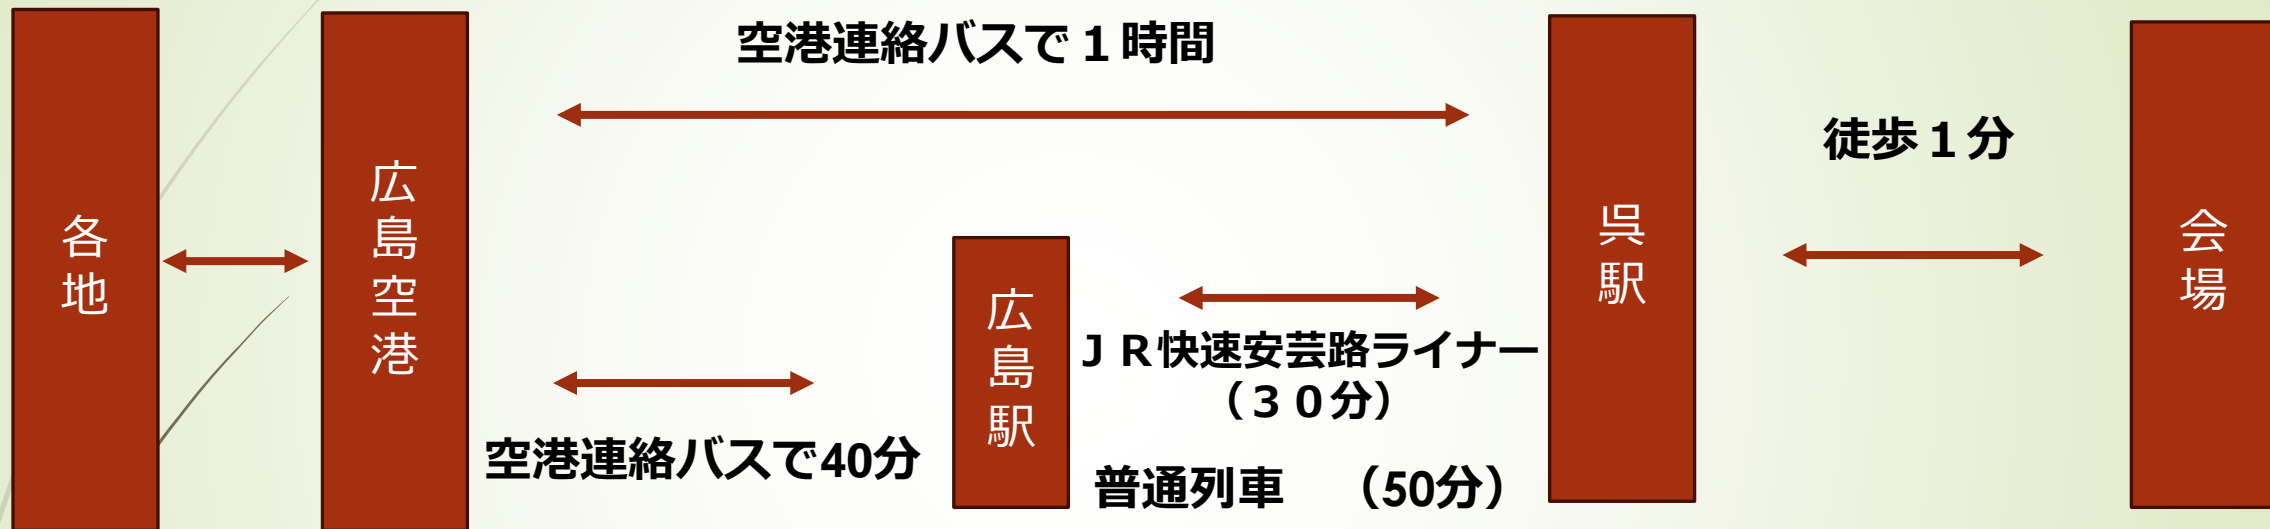 各地
広島空港
空港連絡バスで１時間
空港連絡バスで40分
広島駅
ＪＲ快速安芸路ライナー
（３０分）
普通列車　（50分）
呉駅
徒歩１分
会場